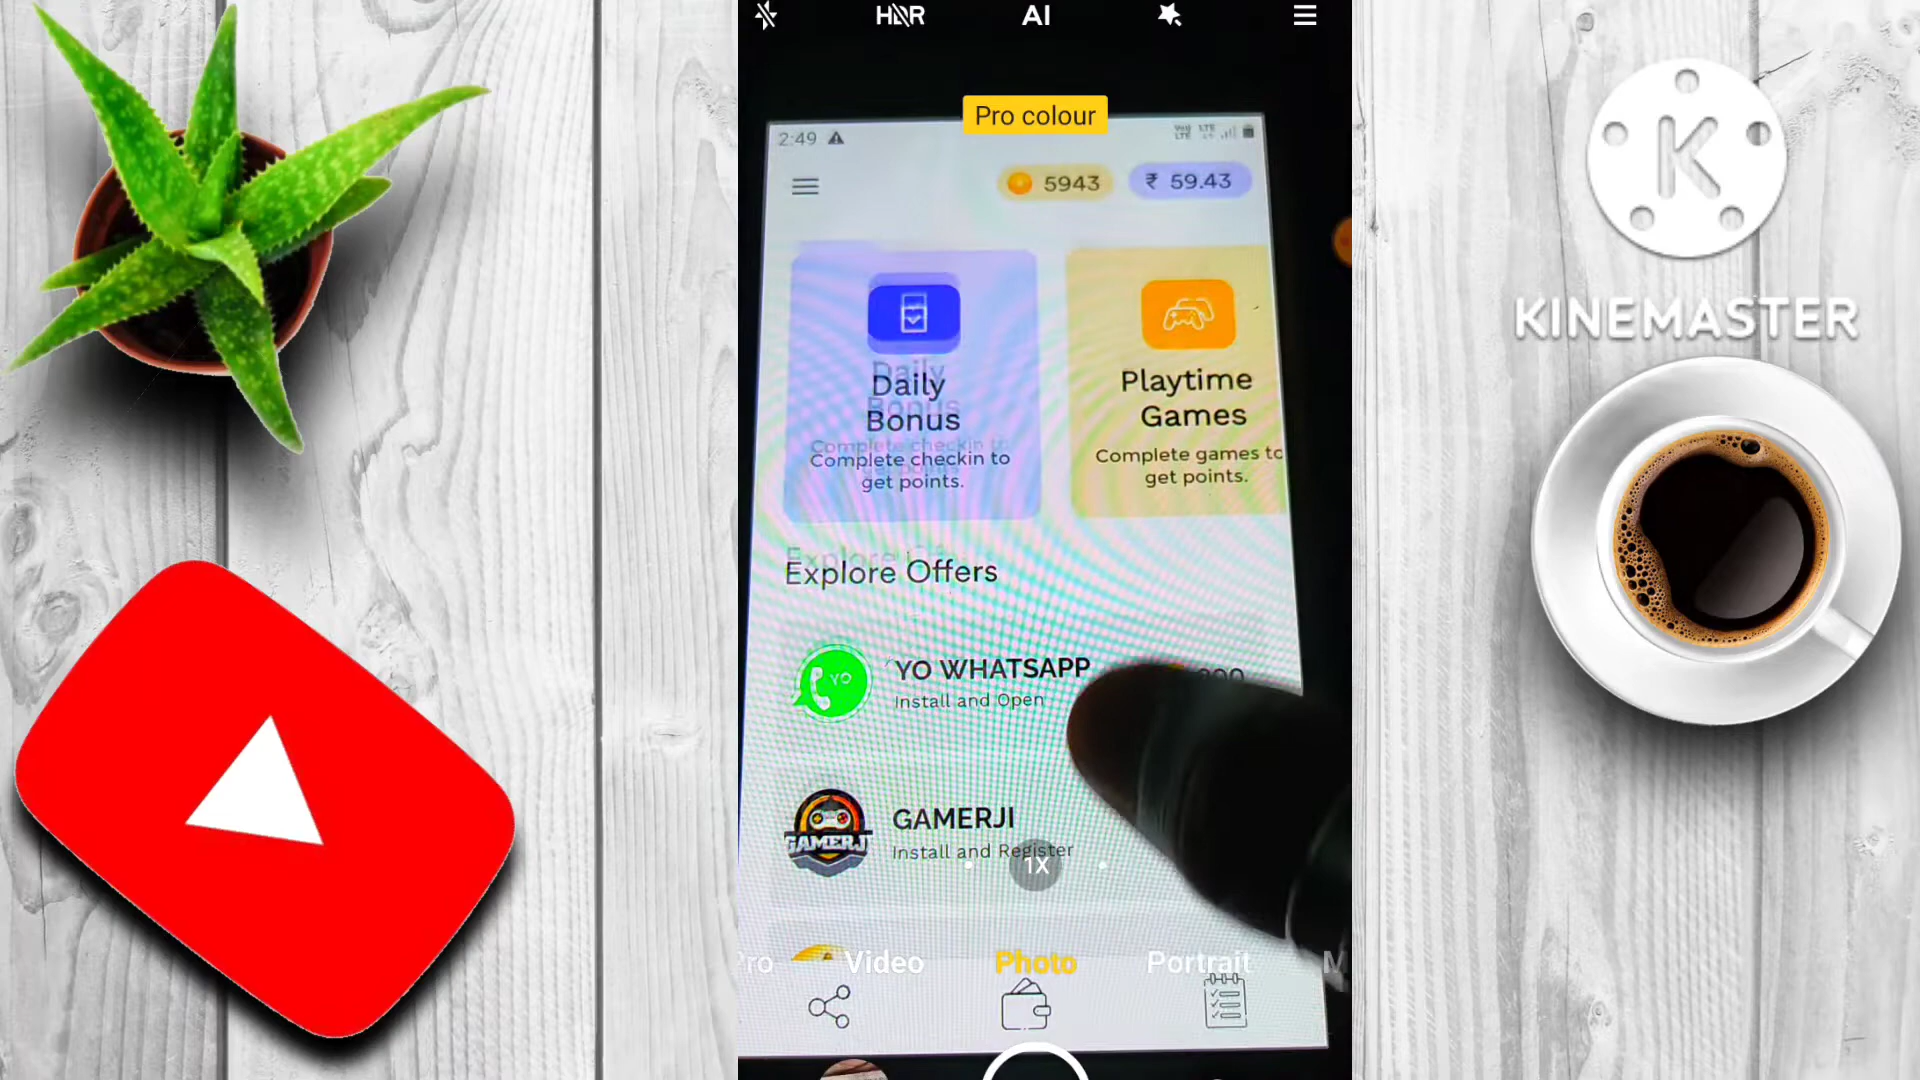 HDR
AI
Pro colour
2:49
5943
₹ 59.43
Daily
Bonus
Complete checkin to
get points.
Playtime
Games
Complete games to
get points.
Explore Offers
YO
YO WHATSAPP
Install and Open
GAMERJI
GAMERJI
Install and Register
1X
Video
Photo
Portrait
K
KINEMASTER